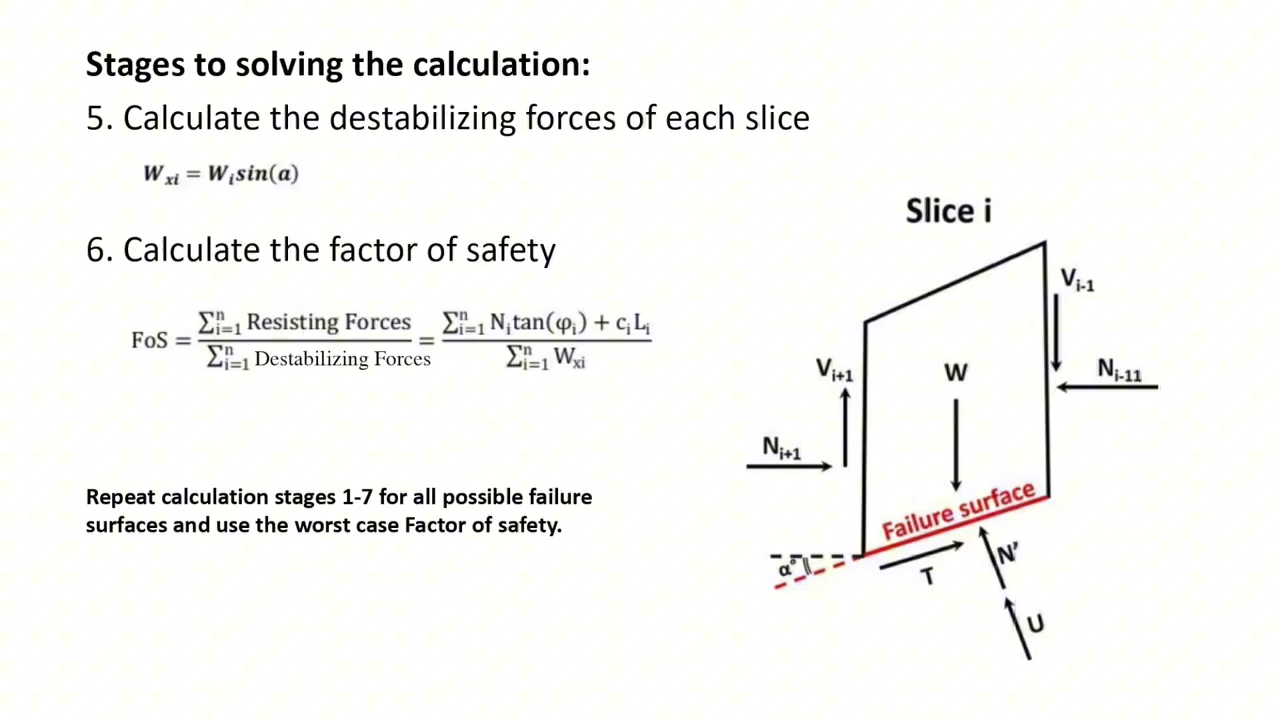 Stages to solving the calculation:
5. Calculate the destabilizing forces of each slice
W_xi = W_i sin(a)
6. Calculate the factor of safety
FoS = ∑_{i=1}^n Resisting Forces / ∑_{i=1}^n Destabilizing Forces = ∑_{i=1}^n N_i tan(φ_i) + c_i L_i / ∑_{i=1}^n W_xi
Repeat calculation stages 1-7 for all possible failure
surfaces and use the worst case Factor of safety.
Slice i
V_i-1
V_i+1
W
N_i-11
N_i+1
Failure surface
α°
T
N'
U